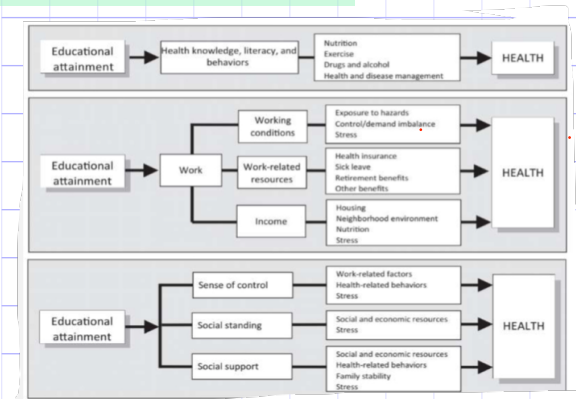 Educational
attainment
Health knowledge, literacy, and
behaviors
Nutrition
Exercise
Drugs and alcohol
Health and disease management
HEALTH
Educational
attainment
Work
Working
conditions
Exposure to hazards
Control/demand imbalance
Stress
Work-related
resources
Health insurance
Sick leave
Retirement benefits
Other benefits
Income
Housing
Neighborhood environment
Nutrition
Stress
HEALTH
Educational
attainment
Sense of control
Work-related factors
Health-related behaviors
Stress
Social standing
Social and economic resources
Stress
Social support
Social and economic resources
Health-related behaviors
Family stability
Stress
HEALTH